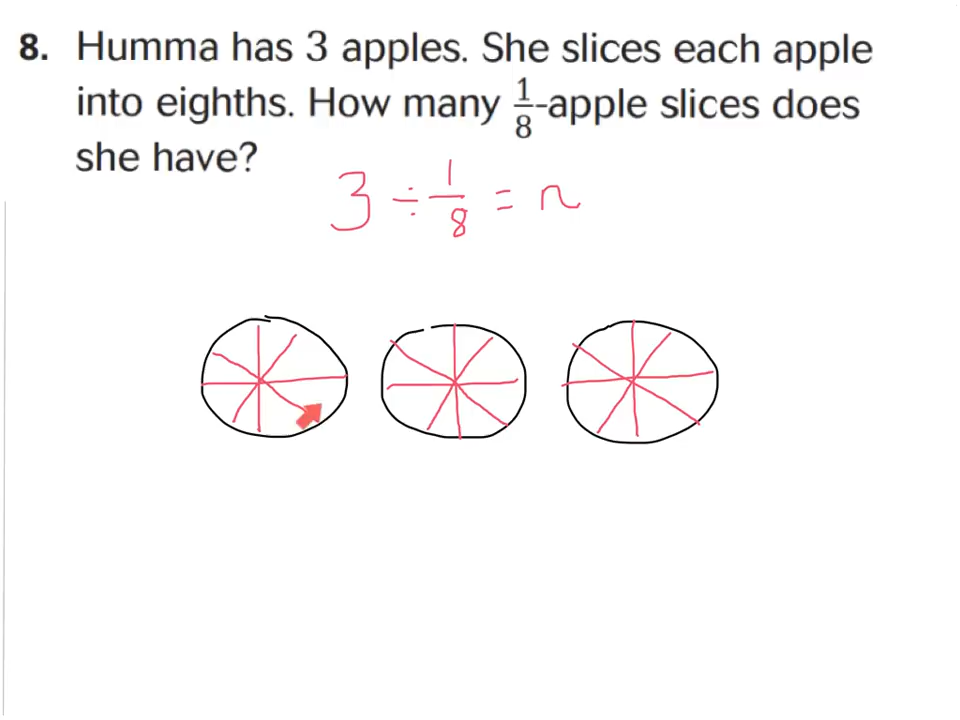 8. Humma has 3 apples. She slices each apple
into eighths. How many 1/8-apple slices does
she have?
3 ÷ 1/8 = n